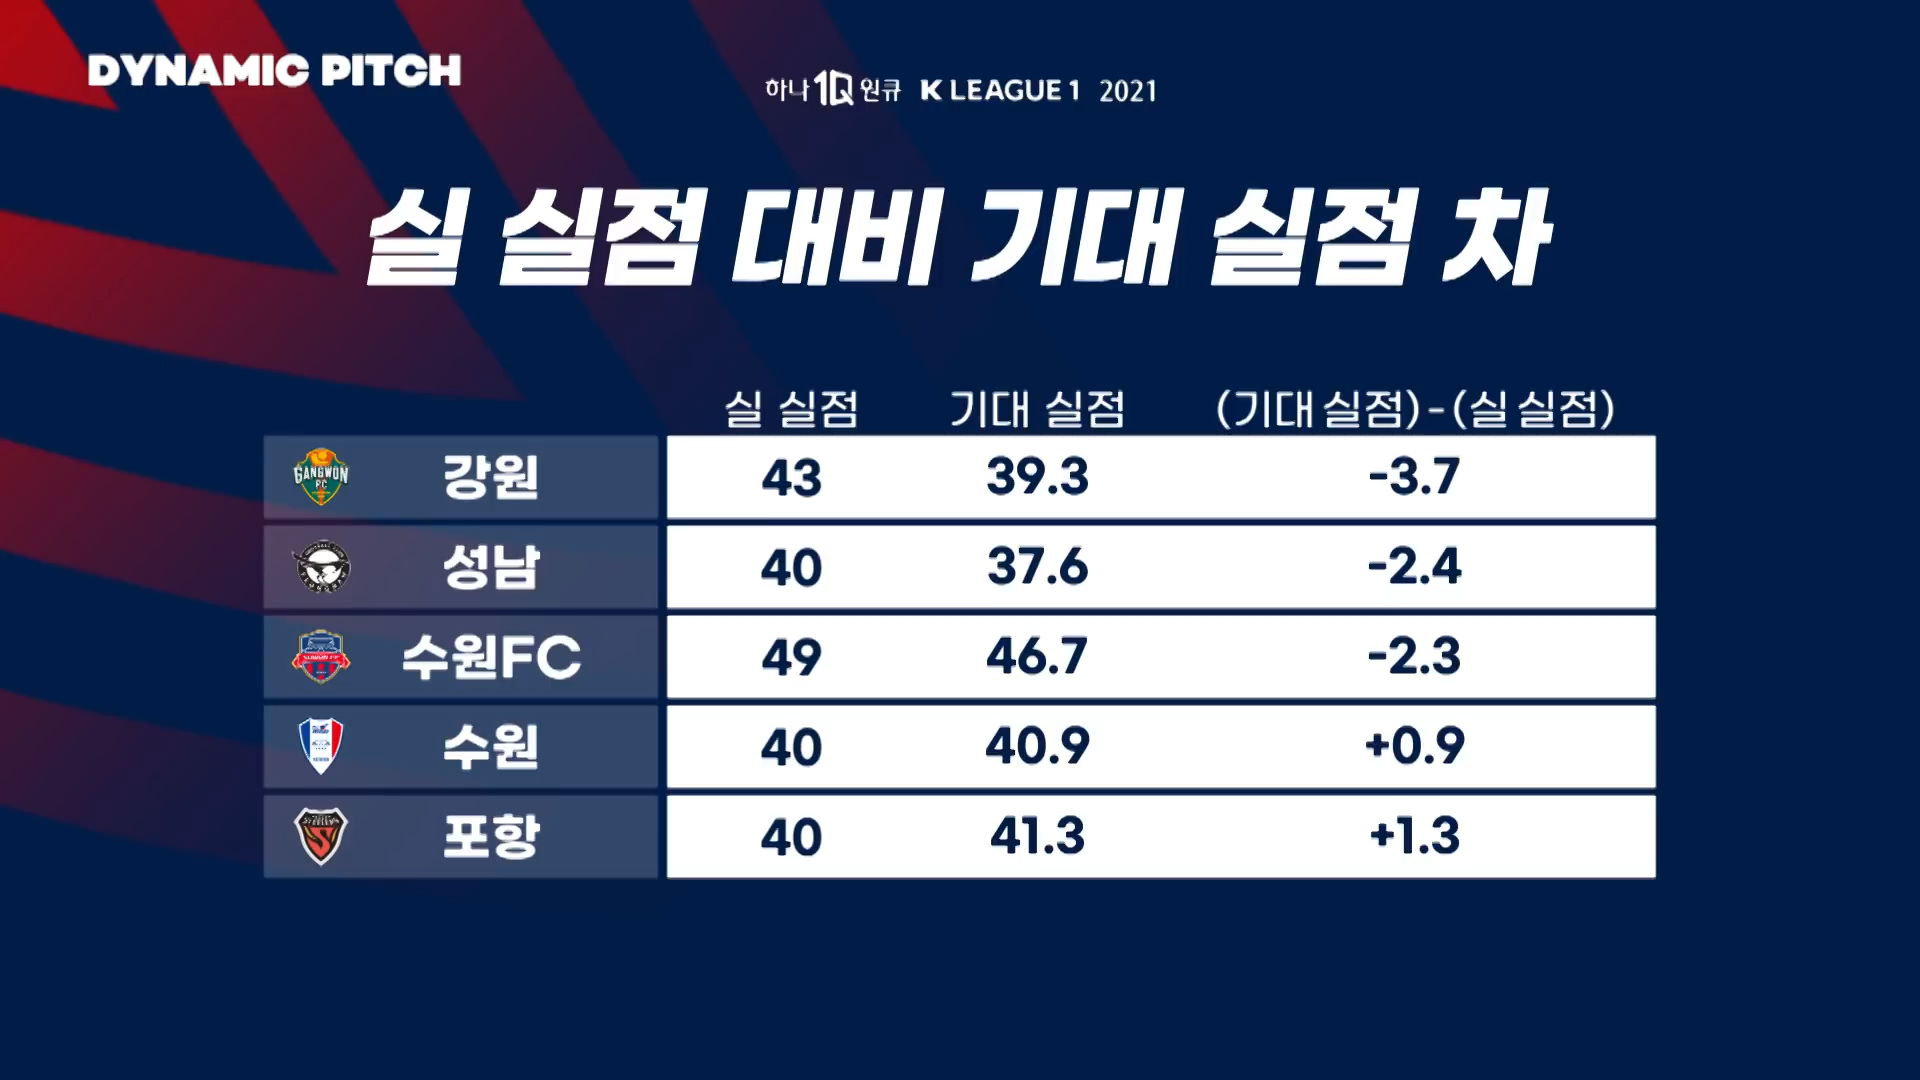 DYNAMIC PITCH
하나 1Q 원큐 K LEAGUE 1 2021
실 실점 대비 기대 실점 차
실 실점 기대 실점 (기대 실점) - (실 실점)
GANGWON FC 강원 43 39.3 -3.7
성남 40 37.6 -2.4
수원FC 49 46.7 -2.3
수원 40 40.9 +0.9
포항 40 41.3 +1.3